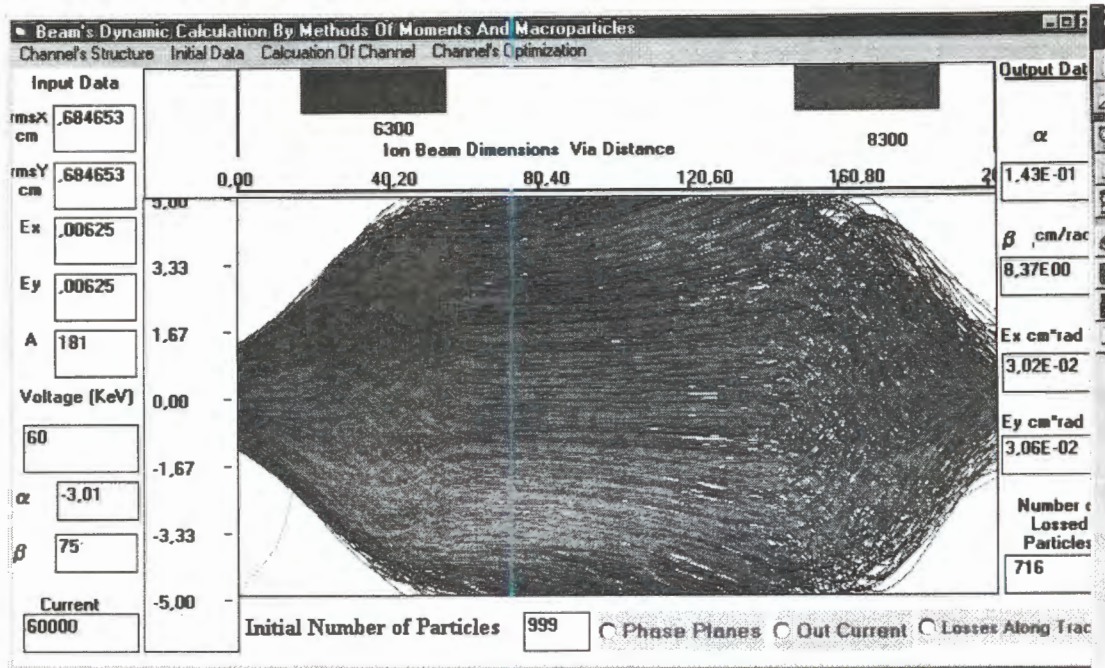 Beam's Dynamic Calculation By Methods Of Moments And Macroparticles
Channel's Structure Initial Data Calcuation Of Channel Channel's Optimization
Input Data
rmsX cm ,684653
rmsY cm ,684653
Ex ,00625
Ey ,00625
A 181
Voltage (KeV)
60
α -3,01
β 75
Current
60000
6300
8300
Ion Beam Dimensions Via Distance
0,00 40,20 80,40 120,60 160,80
5,00
3,33
1,67
0,00
-1,67
-3,33
-5,00
Initial Number of Particles 999 Phase Planes Out Current Losses Along Trac
Output Dat
α
1,43E-01
β ,cm/rac
8,37E00
Ex cm*rad
3,02E-02
Ey cm*rad
3,06E-02
Number
Lossed
Particles
716